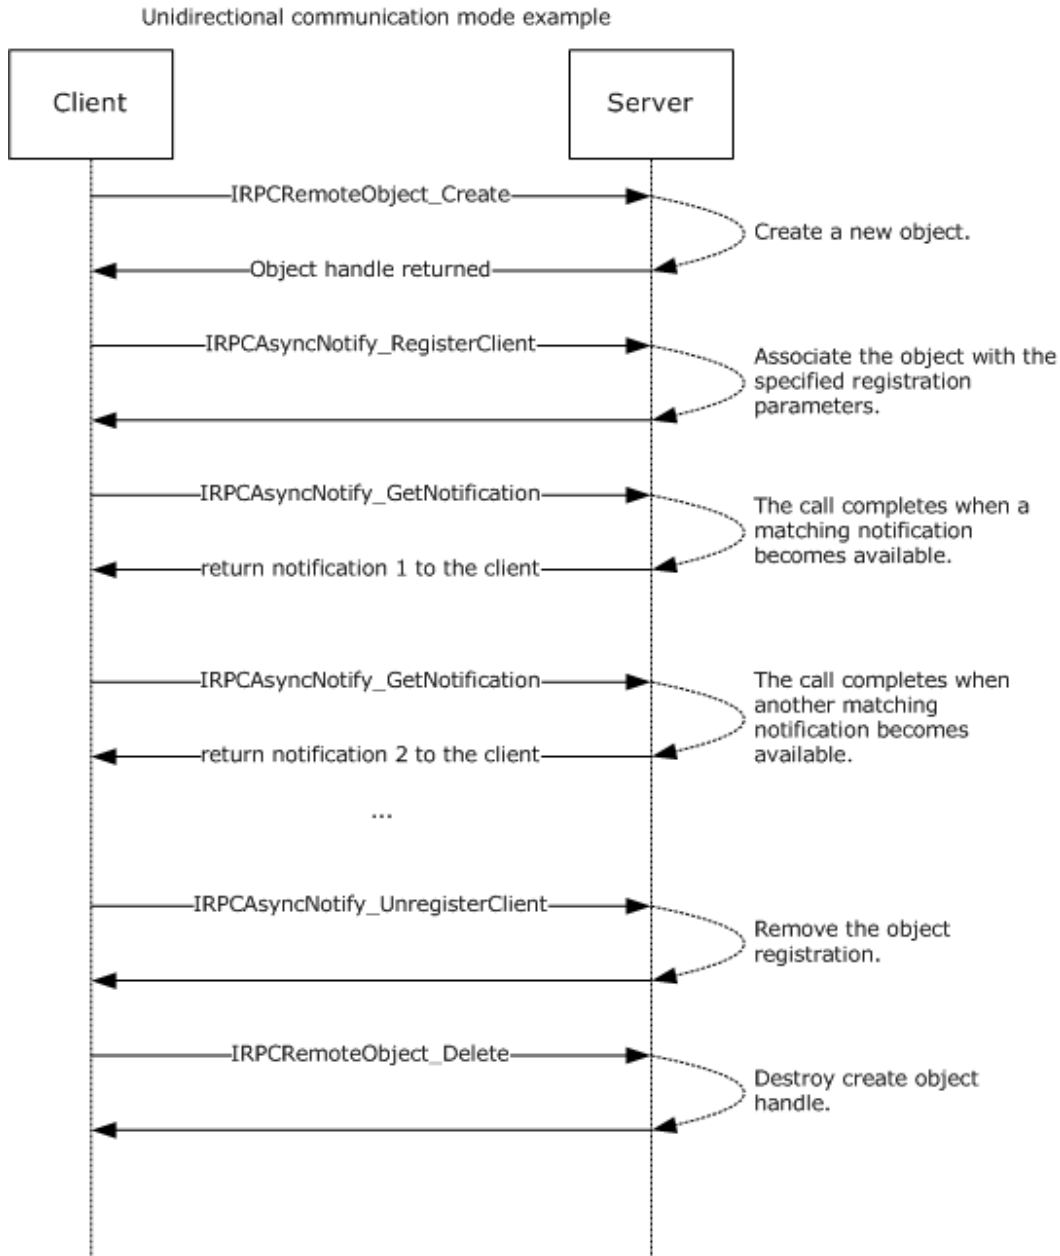 Unidirectional communication mode example
Client
Server
IRPCRemoteObject_Create
Create a new object.
Object handle returned
IRPCAsyncNotify_RegisterClient
Associate the object with the
specified registration
parameters.
IRPCAsyncNotify_GetNotification
The call completes when a
matching notification
becomes available.
return notification 1 to the client
IRPCAsyncNotify_GetNotification
The call completes when
another matching
notification becomes
available.
return notification 2 to the client
...
IRPCAsyncNotify_UnregisterClient
Remove the object
registration.
IRPCRemoteObject_Delete
Destroy create object
handle.